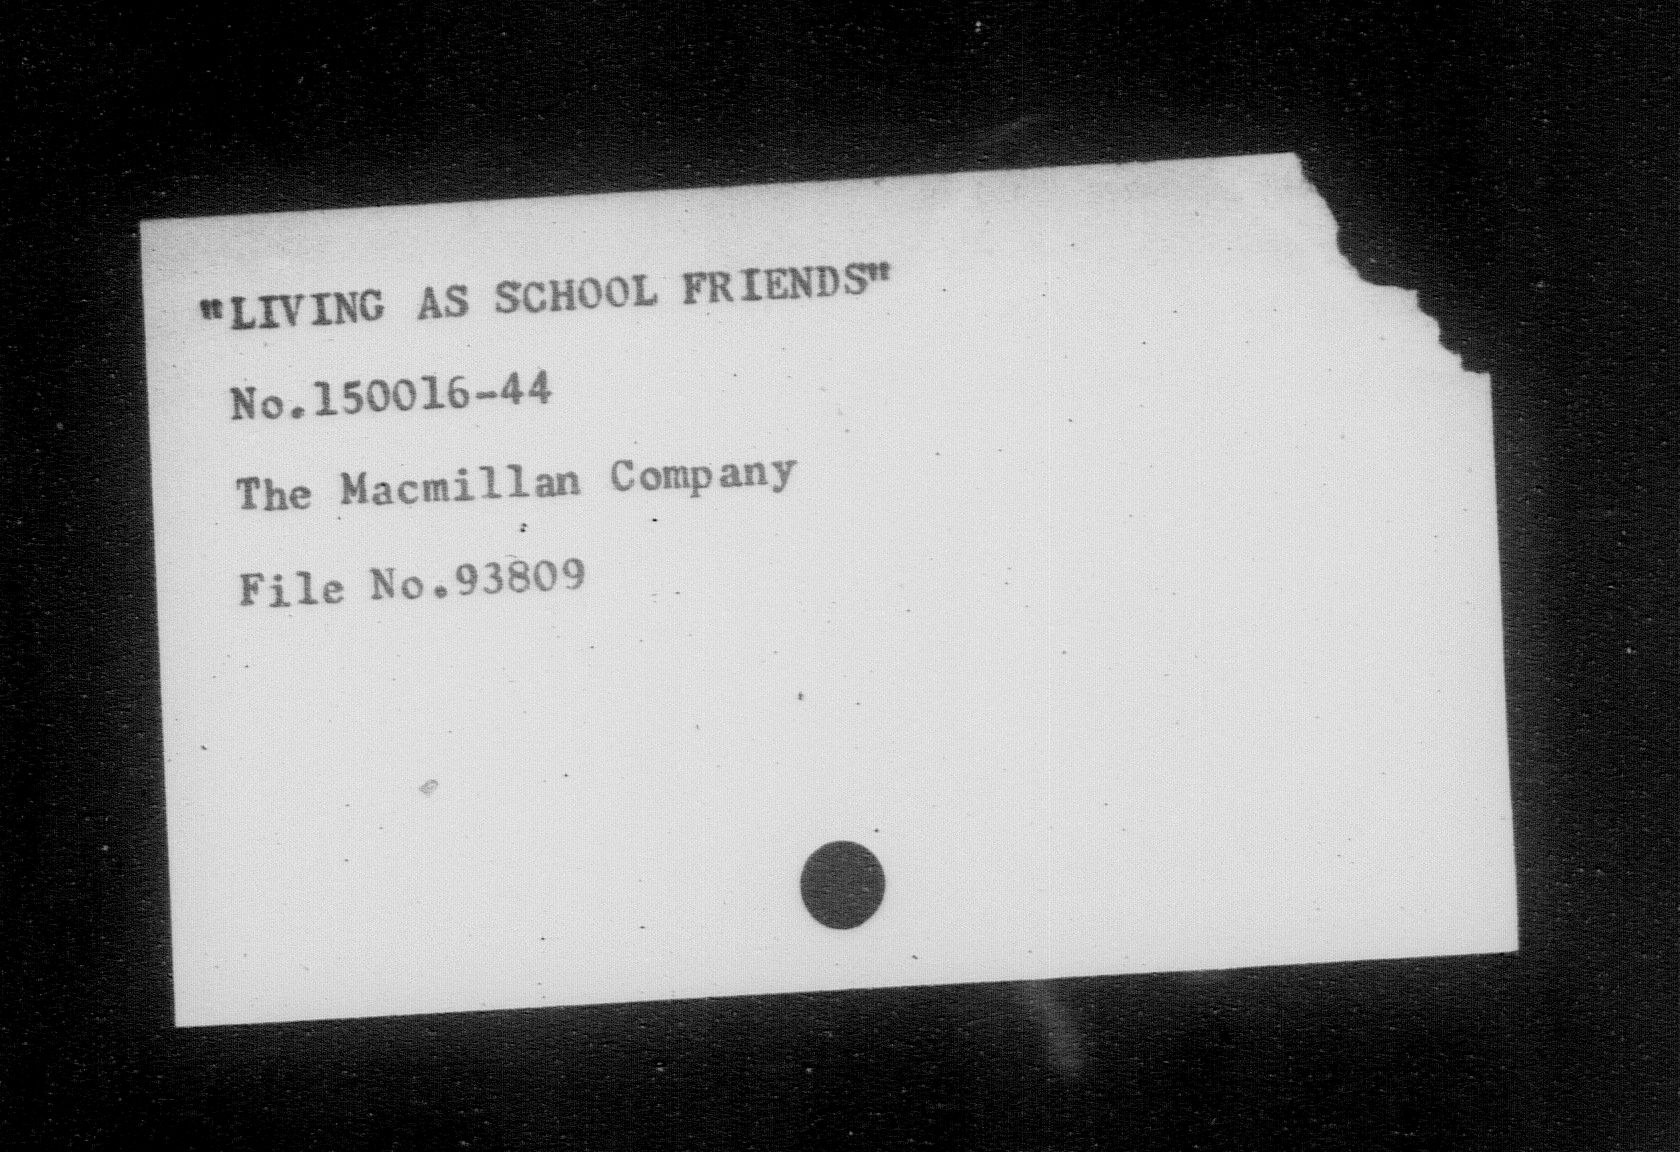 "LIVING AS SCHOOL FRIENDS"
No.150016-44
The Macmillan Company
File No.93809